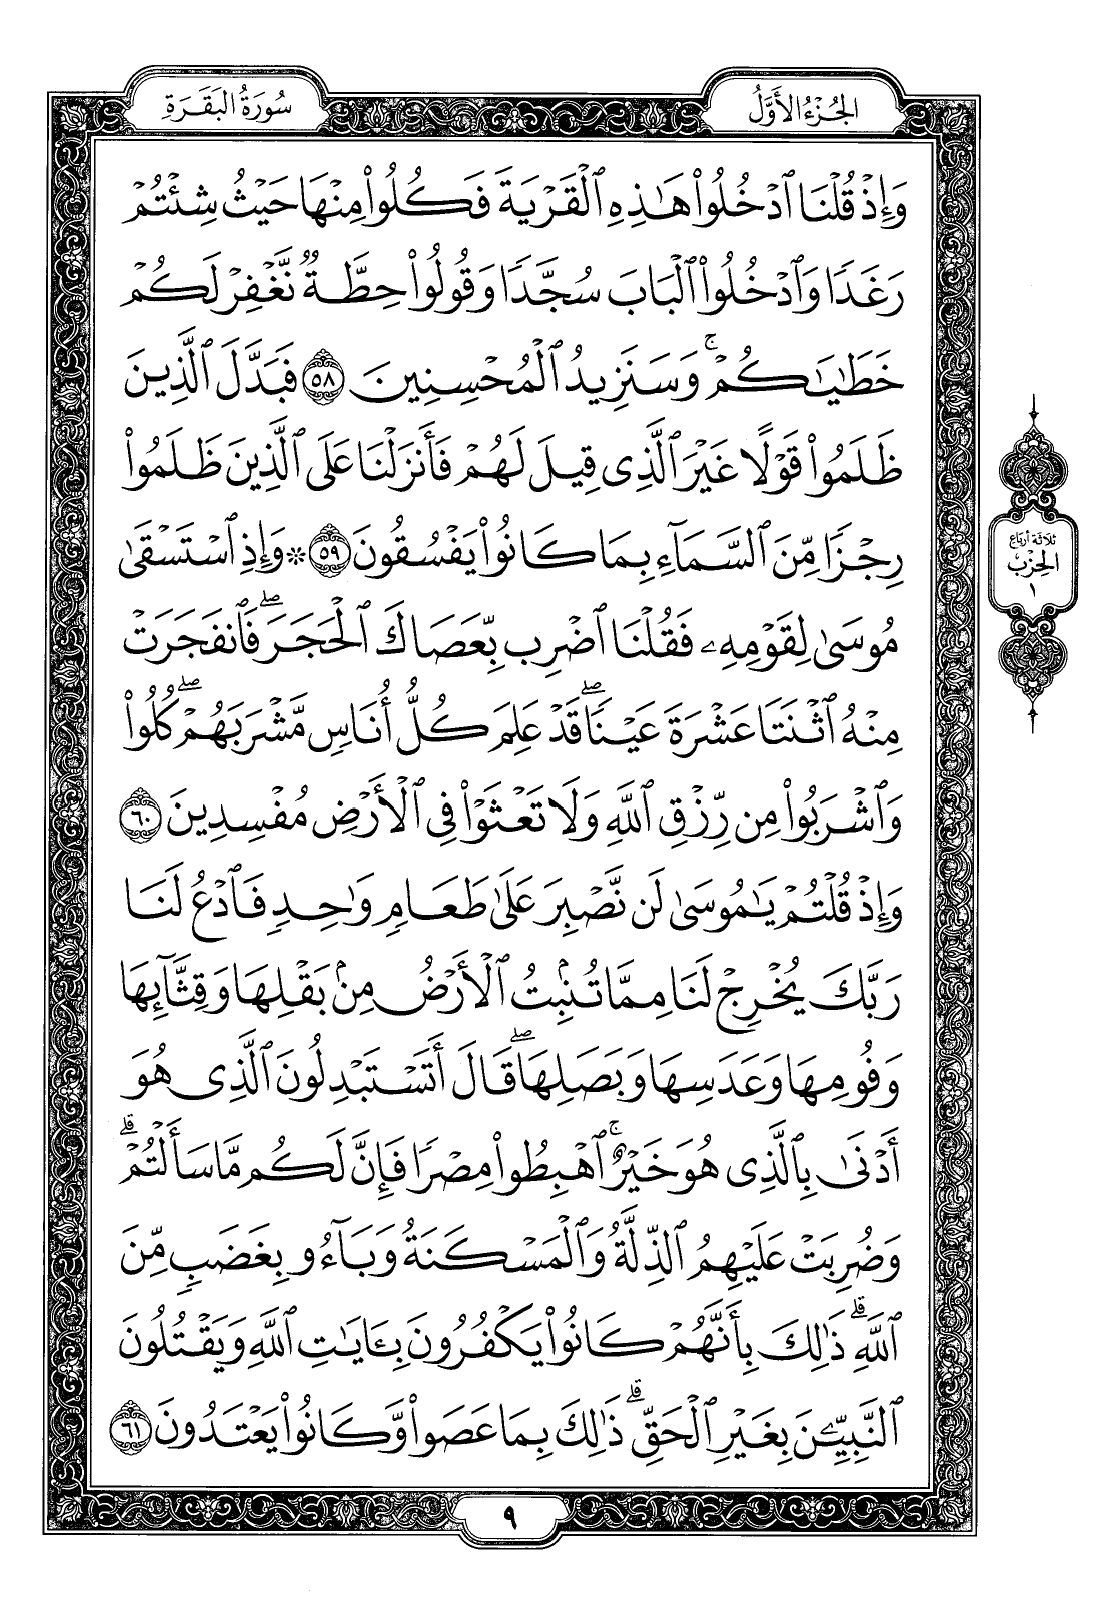 الجُزْءُ الأَوَّلُ
سُورَةُ البَقَرَةِ
وَإِذْ قُلْنَا ٱدْخُلُوا۟ هَٰذِهِ ٱلْقَرْيَةَ فَكُلُوا۟ مِنْهَا حَيْثُ شِئْتُمْ
رَغَدًا وَٱدْخُلُوا۟ ٱلْبَابَ سُجَّدًا وَقُولُوا۟ حِطَّةٌ نَّغْفِرْ لَكُمْ
خَطَٰيَٰكُمْ ۚ وَسَنَزِيدُ ٱلْمُحْسِنِينَ ٥٨ فَبَدَّلَ ٱلَّذِينَ
ظَلَمُوا۟ قَوْلًا غَيْرَ ٱلَّذِى قِيلَ لَهُمْ فَأَنزَلْنَا عَلَى ٱلَّذِينَ ظَلَمُوا۟
رِجْزًا مِّنَ ٱلسَّمَآءِ بِمَا كَانُوا۟ يَفْسُقُونَ ٥٩ * وَإِذِ ٱسْتَسْقَىٰ
مُوسَىٰ لِقَوْمِهِۦ فَقُلْنَا ٱضْرِب بِّعَصَاكَ ٱلْحَجَرَ ۖ فَٱنفَجَرَتْ
مِنْهُ ٱثْنَتَا عَشْرَةَ عَيْنًا ۖ قَدْ عَلِمَ كُلُّ أُنَاسٍ مَّشْرَبَهُمْ ۖ كُلُوا۟
وَٱشْرَبُوا۟ مِن رِّزْقِ ٱللَّهِ وَلَا تَعْثَوْا۟ فِى ٱلْأَرْضِ مُفْسِدِينَ ٦٠
وَإِذْ قُلْتُمْ يَٰمُوسَىٰ لَن نَّصْبِرَ عَلَىٰ طَعَامٍ وَٰحِدٍ فَٱدْعُ لَنَا
رَبَّكَ يُخْرِجْ لَنَا مِمَّا تُنۢبِتُ ٱلْأَرْضُ مِنۢ بَقْلِهَا وَقِثَّآئِهَا
وَفُومِهَا وَعَدَسِهَا وَبَصَلِهَا ۖ قَالَ أَتَسْتَبْدِلُونَ ٱلَّذِى هُوَ
أَدْنَىٰ بِٱلَّذِى هُوَ خَيْرٌ ۚ ٱهْبِطُوا۟ مِصْرًا فَإِنَّ لَكُم مَّا سَأَلْتُمْ ۗ
وَضُرِبَتْ عَلَيْهِمُ ٱلذِّلَّةُ وَٱلْمَسْكَنَةُ وَبَآءُو بِغَضَبٍ مِّنَ
ٱللَّهِ ۗ ذَٰلِكَ بِأَنَّهُمْ كَانُوا۟ يَكْفُرُونَ بِـَٔايَٰتِ ٱللَّهِ وَيَقْتُلُونَ
ٱلنَّبِيِّـۧنَ بِغَيْرِ ٱلْحَقِّ ۗ ذَٰلِكَ بِمَا عَصَوا۟ وَّكَانُوا۟ يَعْتَدُونَ ٦١
ثلاثة أرباع
الحِزْبِ
١
٩